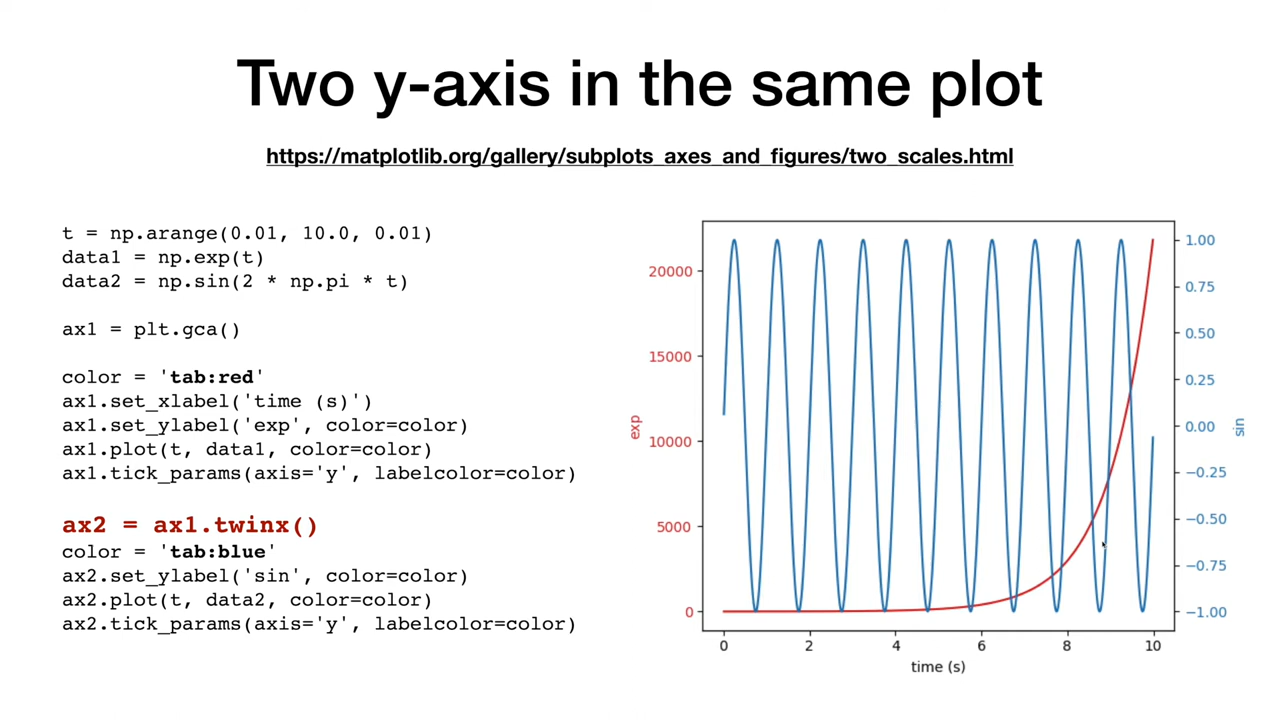 Two y-axis in the same plot
https://matplotlib.org/gallery/subplots_axes_and_figures/two_scales.html
t = np.arange(0.01, 10.0, 0.01)
data1 = np.exp(t)
data2 = np.sin(2 * np.pi * t)
ax1 = plt.gca()
color = 'tab:red'
ax1.set_xlabel('time (s)')
ax1.set_ylabel('exp', color=color)
ax1.plot(t, data1, color=color)
ax1.tick_params(axis='y', labelcolor=color)
ax2 = ax1.twinx()
color = 'tab:blue'
ax2.set_ylabel('sin', color=color)
ax2.plot(t, data2, color=color)
ax2.tick_params(axis='y', labelcolor=color)
exp
20000
15000
10000
5000
0
1.00
0.75
0.50
0.25
0.00
−0.25
−0.50
−0.75
−1.00
sin
0 2 4 6 8 10
time (s)